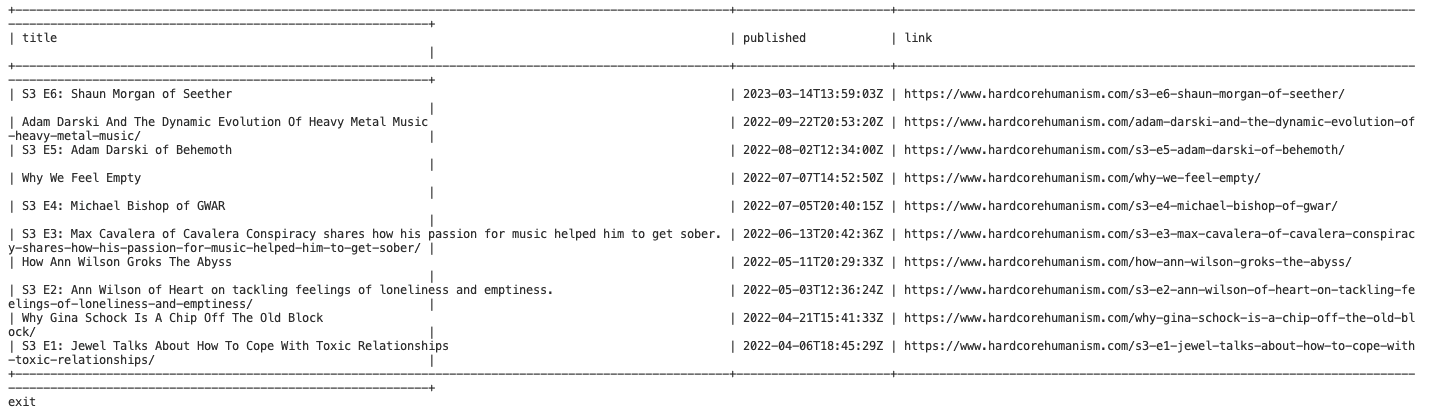 +------------------------------------------------------------------------------------------------------+----------------------+--------------------------------------------------------------------------
------------------------------------------------------------+
| title | published | link
|
+------------------------------------------------------------------------------------------------------+----------------------+--------------------------------------------------------------------------
------------------------------------------------------------+
| S3 E6: Shaun Morgan of Seether | 2023-03-14T13:59:03Z | https://www.hardcorehumanism.com/s3-e6-shaun-morgan-of-seether/
|
| Adam Darski And The Dynamic Evolution Of Heavy Metal Music | 2022-09-22T20:53:20Z | https://www.hardcorehumanism.com/adam-darski-and-the-dynamic-evolution-of
-heavy-metal-music/ |
| S3 E5: Adam Darski of Behemoth | 2022-08-02T12:34:00Z | https://www.hardcorehumanism.com/s3-e5-adam-darski-of-behemoth/
|
| Why We Feel Empty | 2022-07-07T14:52:50Z | https://www.hardcorehumanism.com/why-we-feel-empty/
|
| S3 E4: Michael Bishop of GWAR | 2022-07-05T20:40:15Z | https://www.hardcorehumanism.com/s3-e4-michael-bishop-of-gwar/
|
| S3 E3: Max Cavalera of Cavalera Conspiracy shares how his passion for music helped him to get sober. | 2022-06-13T20:42:36Z | https://www.hardcorehumanism.com/s3-e3-max-cavalera-of-cavalera-conspirac
y-shares-how-his-passion-for-music-helped-him-to-get-sober/ |
| How Ann Wilson Groks The Abyss | 2022-05-11T20:29:33Z | https://www.hardcorehumanism.com/how-ann-wilson-groks-the-abyss/
|
| S3 E2: Ann Wilson of Heart on tackling feelings of loneliness and emptiness. | 2022-05-03T12:36:24Z | https://www.hardcorehumanism.com/s3-e2-ann-wilson-of-heart-on-tackling-fe
elings-of-loneliness-and-emptiness/ |
| Why Gina Schock Is A Chip Off The Old Block | 2022-04-21T15:41:33Z | https://www.hardcorehumanism.com/why-gina-schock-is-a-chip-off-the-old-bl
ock/ |
| S3 E1: Jewel Talks About How To Cope With Toxic Relationships | 2022-04-06T18:45:29Z | https://www.hardcorehumanism.com/s3-e1-jewel-talks-about-how-to-cope-with
-toxic-relationships/ |
+------------------------------------------------------------------------------------------------------+----------------------+--------------------------------------------------------------------------
------------------------------------------------------------+
exit